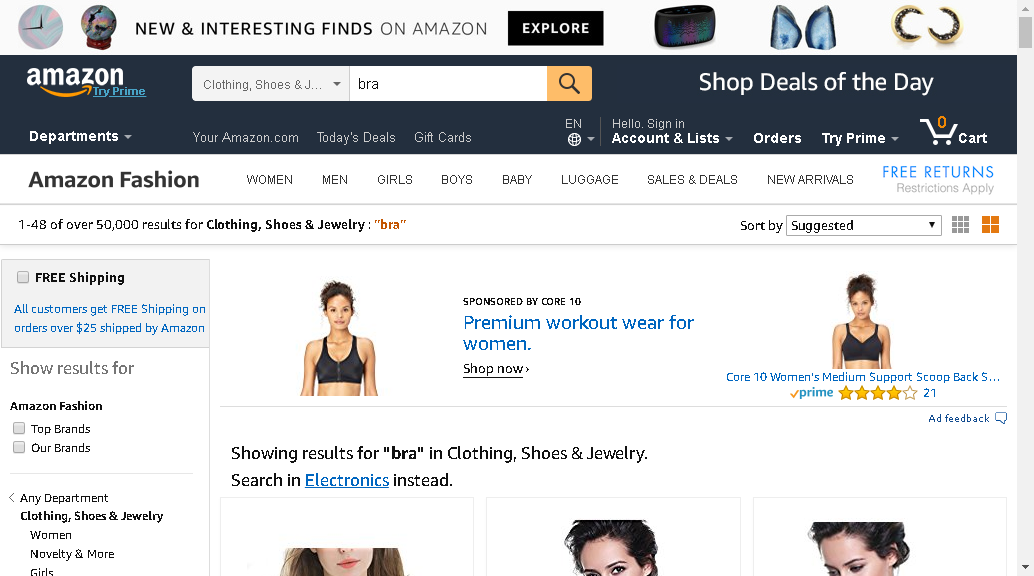 NEW & INTERESTING FINDS ON AMAZON EXPLORE
amazon
Try Prime
Clothing, Shoes & J...
bra
Shop Deals of the Day
Departments
Your Amazon.com
Today's Deals
Gift Cards
EN
Hello. Sign in
Account & Lists
Orders
Try Prime
0
Cart
Amazon Fashion
WOMEN
MEN
GIRLS
BOYS
BABY
LUGGAGE
SALES & DEALS
NEW ARRIVALS
FREE RETURNS
Restrictions Apply
1-48 of over 50,000 results for Clothing, Shoes & Jewelry : "bra"
Sort by Suggested
FREE Shipping
All customers get FREE Shipping on
orders over $25 shipped by Amazon
Show results for
Amazon Fashion
Top Brands
Our Brands
Any Department
Clothing, Shoes & Jewelry
Women
Novelty & More
Girls
SPONSORED BY CORE 10
Premium workout wear for
women.
Shop now ›
Core 10 Women's Medium Support Scoop Back S...
prime 21
Ad feedback
Showing results for "bra" in Clothing, Shoes & Jewelry.
Search in Electronics instead.